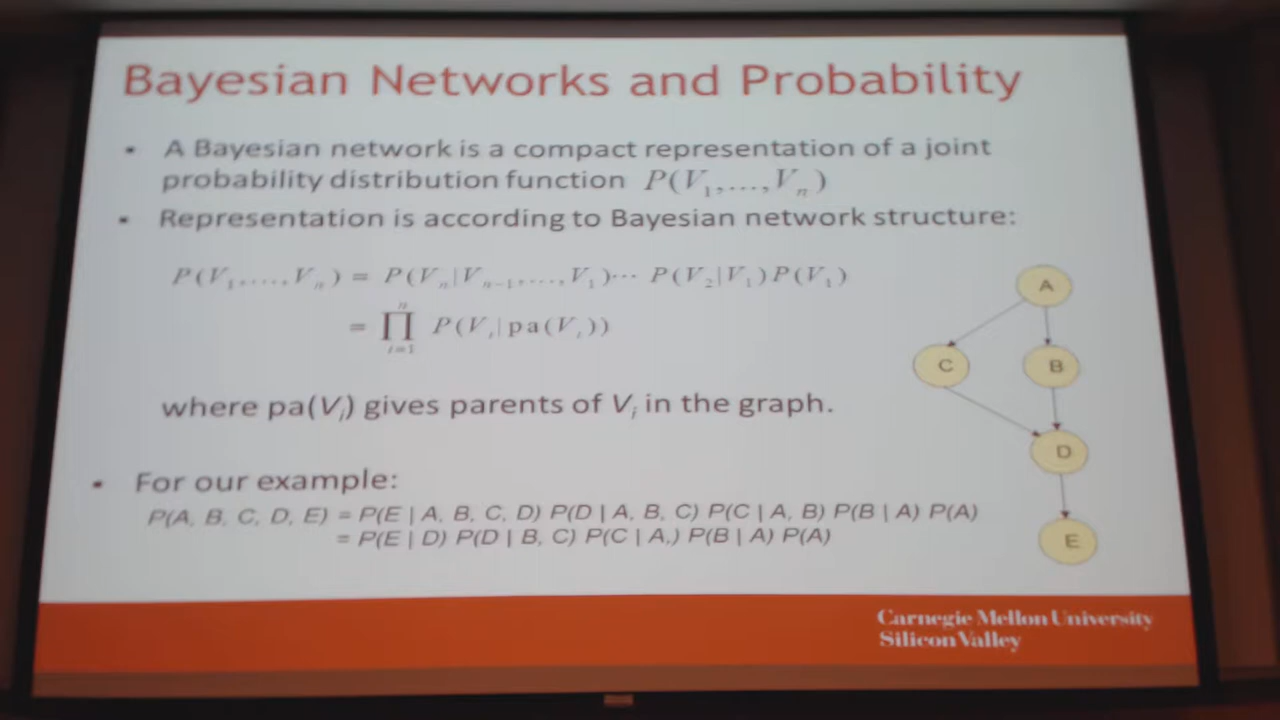 Bayesian Networks and Probability
• A Bayesian network is a compact representation of a joint
probability distribution function P(V₁,...,Vₙ)
• Representation is according to Bayesian network structure:
P(V₁,...,Vₙ) = P(Vₙ|Vₙ₋₁,...,V₁)··· P(V₂|V₁)P(V₁)
= ∏ⁿᵢ₌₁ P(Vᵢ|pa(Vᵢ))
where pa(Vᵢ) gives parents of Vᵢ in the graph.
• For our example:
P(A, B, C, D, E) = P(E | A, B, C, D) P(D | A, B, C) P(C | A, B) P(B | A) P(A)
= P(E | D) P(D | B, C) P(C | A,) P(B | A) P(A)
A
C
B
D
E
Carnegie Mellon University
Silicon Valley